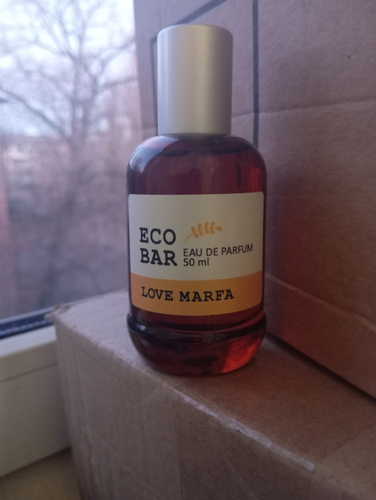 ECO
BAR
EAU DE PARFUM
50 ml
LOVE MARFA